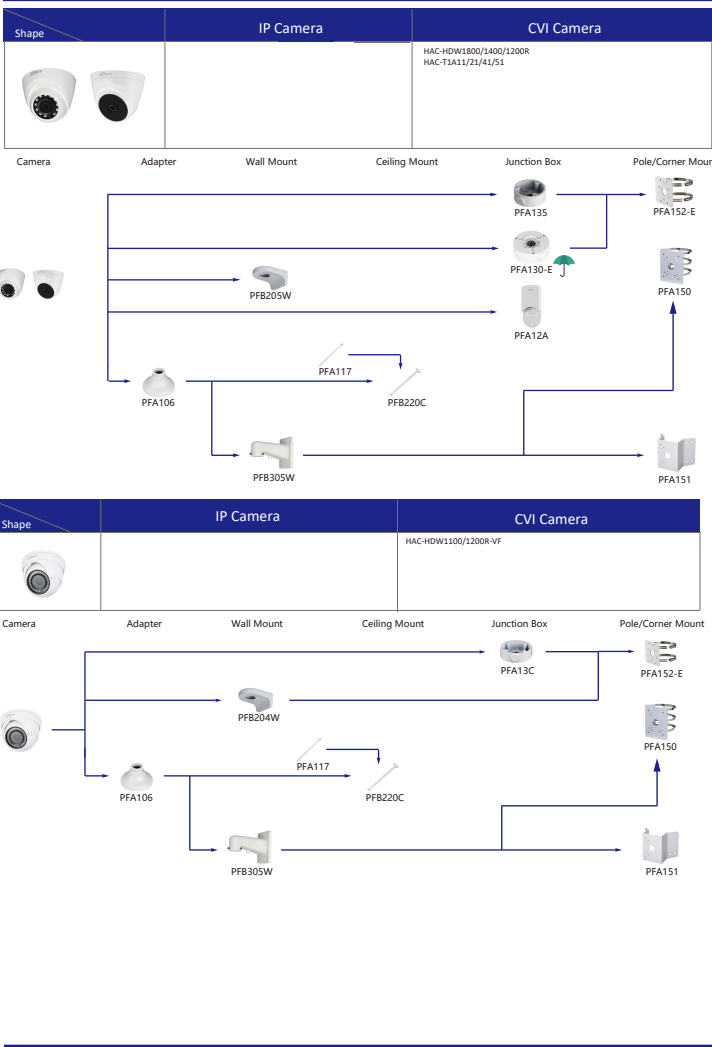 Shape
IP Camera
CVI Camera
HAC-HDW1800/1400/1200R
HAC-T1A11/21/41/51
Camera
Adapter
Wall Mount
Ceiling Mount
Junction Box
Pole/Corner Moun
PFA135
PFA152-E
PFA130-E
PFB205W
PFA150
PFA12A
PFA117
PFA106
PFB220C
PFB305W
PFA151
Shape
IP Camera
CVI Camera
HAC-HDW1100/1200R-VF
Camera
Adapter
Wall Mount
Ceiling Mount
Junction Box
Pole/Corner Mount
PFA13C
PFA152-E
PFB204W
PFA150
PFA117
PFA106
PFB220C
PFB305W
PFA151